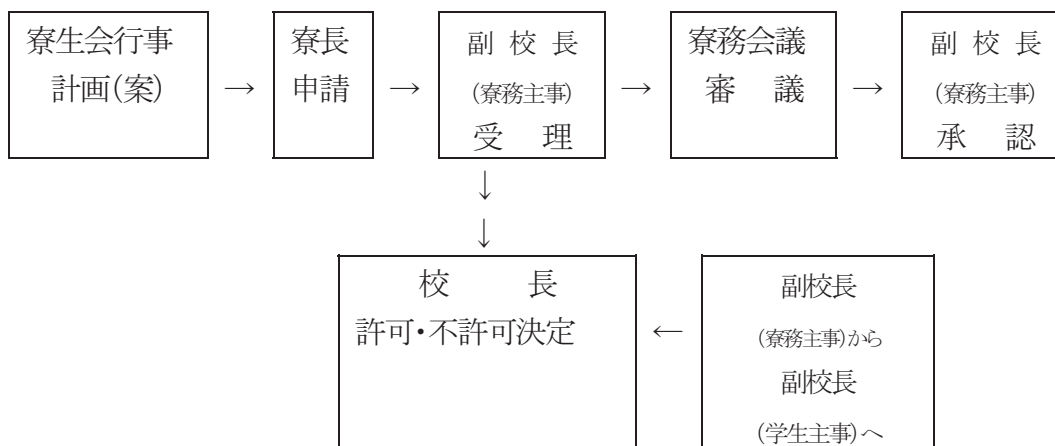 寮生会行事
計画(案)
→
寮長
申請
→
副校長
(寮務主事)
受理
→
寮務会議
審議
→
副校長
(寮務主事)
承認
↓
↓
校長
許可・不許可決定
←
副校長
(寮務主事)から
副校長
(学生主事)へ